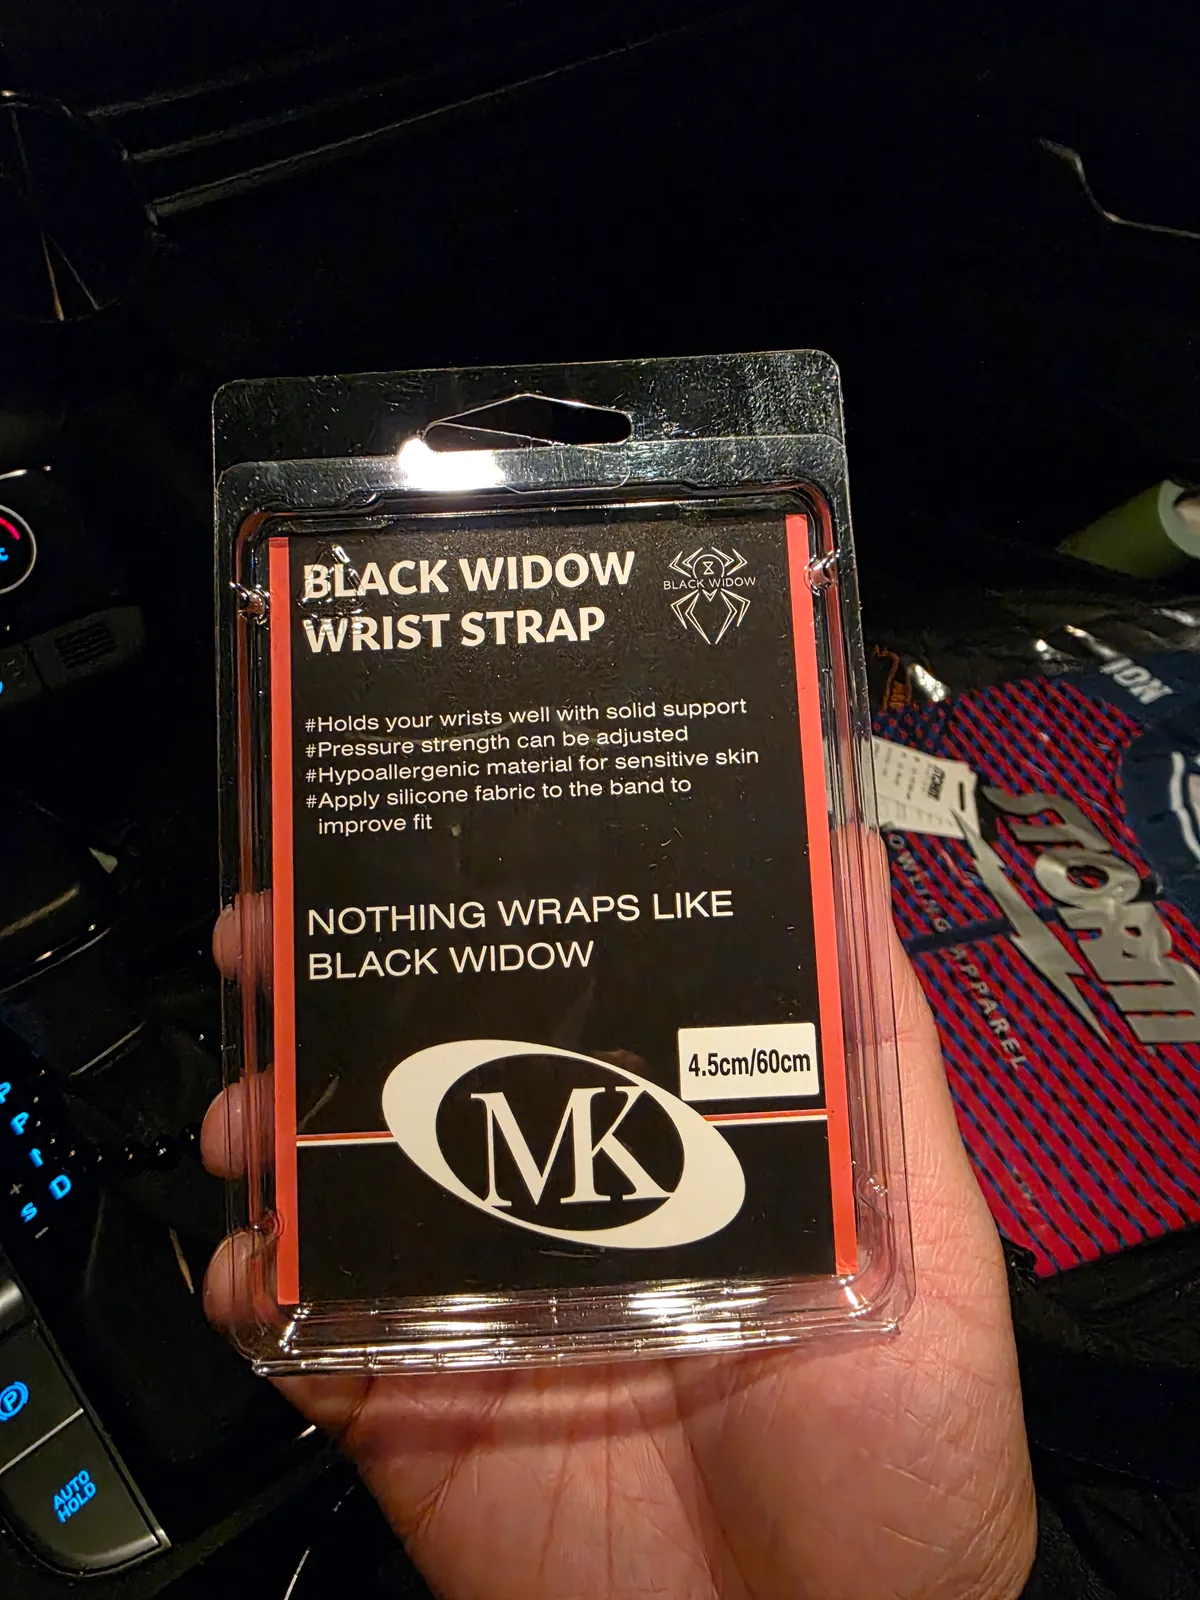 BLACK WIDOW
WRIST STRAP
BLACK WIDOW
#Holds your wrists well with solid support
#Pressure strength can be adjusted
#Hypoallergenic material for sensitive skin
#Apply silicone fabric to the band to
improve fit
NOTHING WRAPS LIKE
BLACK WIDOW
4.5cm/60cm
MK
ION
STORM
OWLING APPAREL
P
D
S
+
-
P
AUTO
HOLD